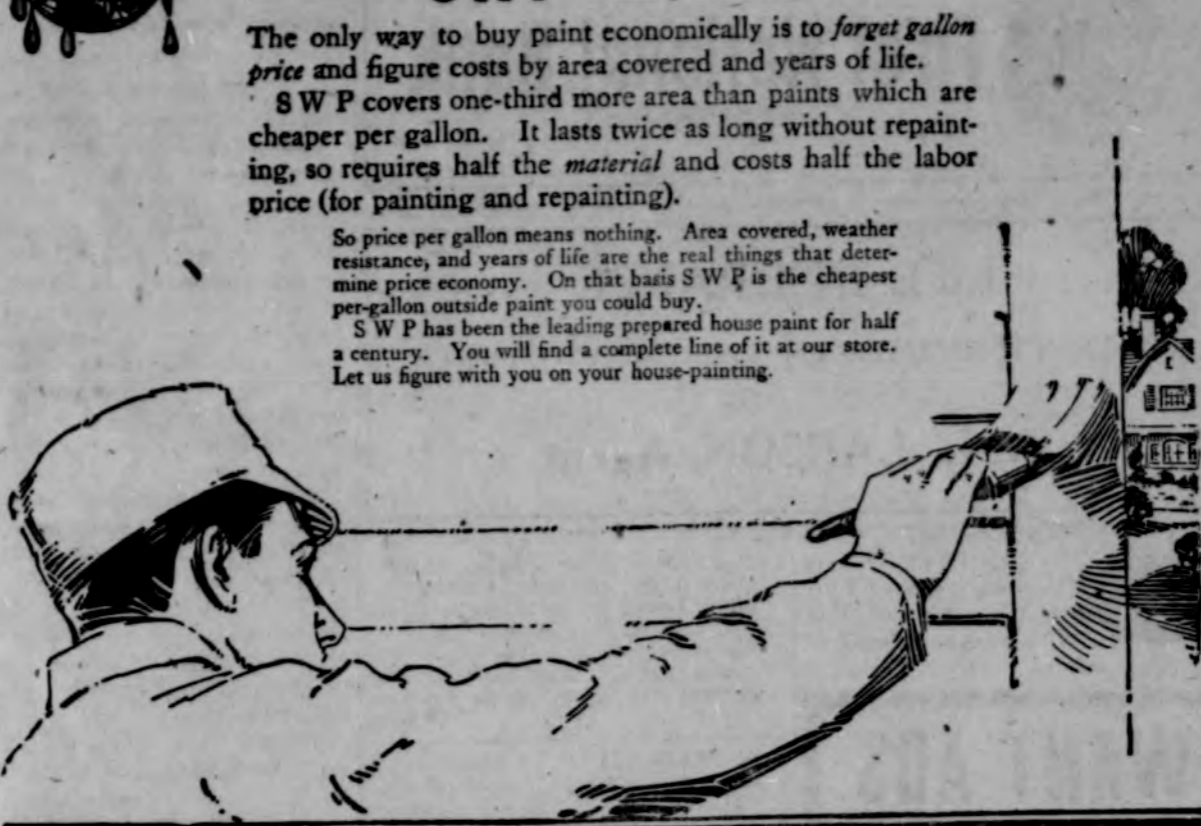 The only way to buy paint economically is to forget gallon
price and figure costs by area covered and years of life.
S W P covers one-third more area than paints which are
cheaper per gallon. It lasts twice as long without repaint-
ing, so requires half the material and costs half the labor
price (for painting and repainting).
So price per gallon means nothing. Area covered, weather
resistance, and years of life are the real things that deter-
mine price economy. On that basis S W P is the cheapest
per-gallon outside paint you could buy.
S W P has been the leading prepared house paint for half
a century. You will find a complete line of it at our store.
Let us figure with you on your house-painting.